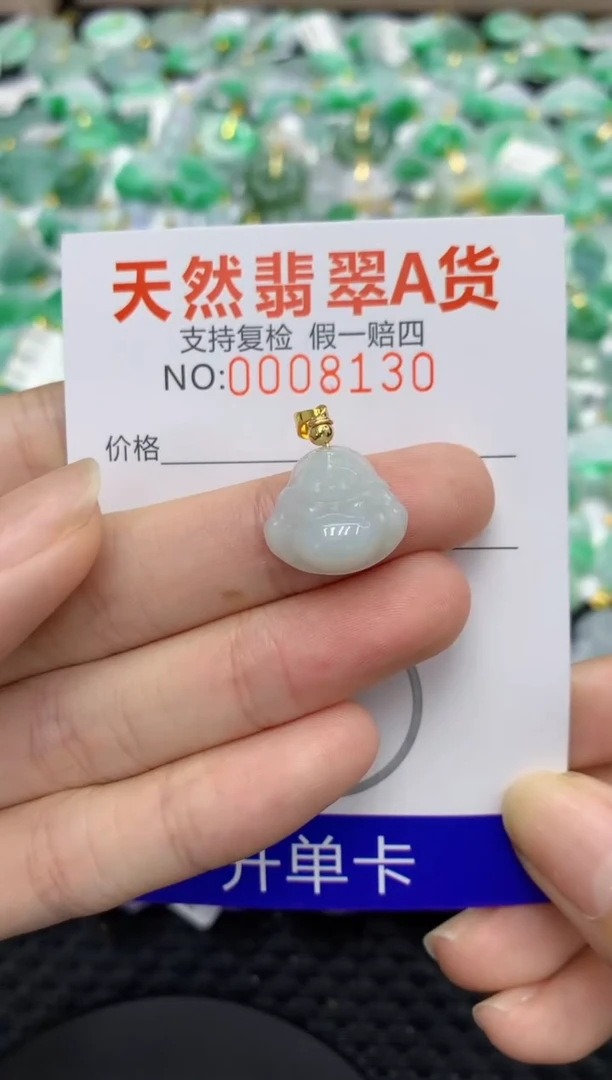 天然翡翠A货
支持复检 假一赔四
NO:0008130
价格
开单卡